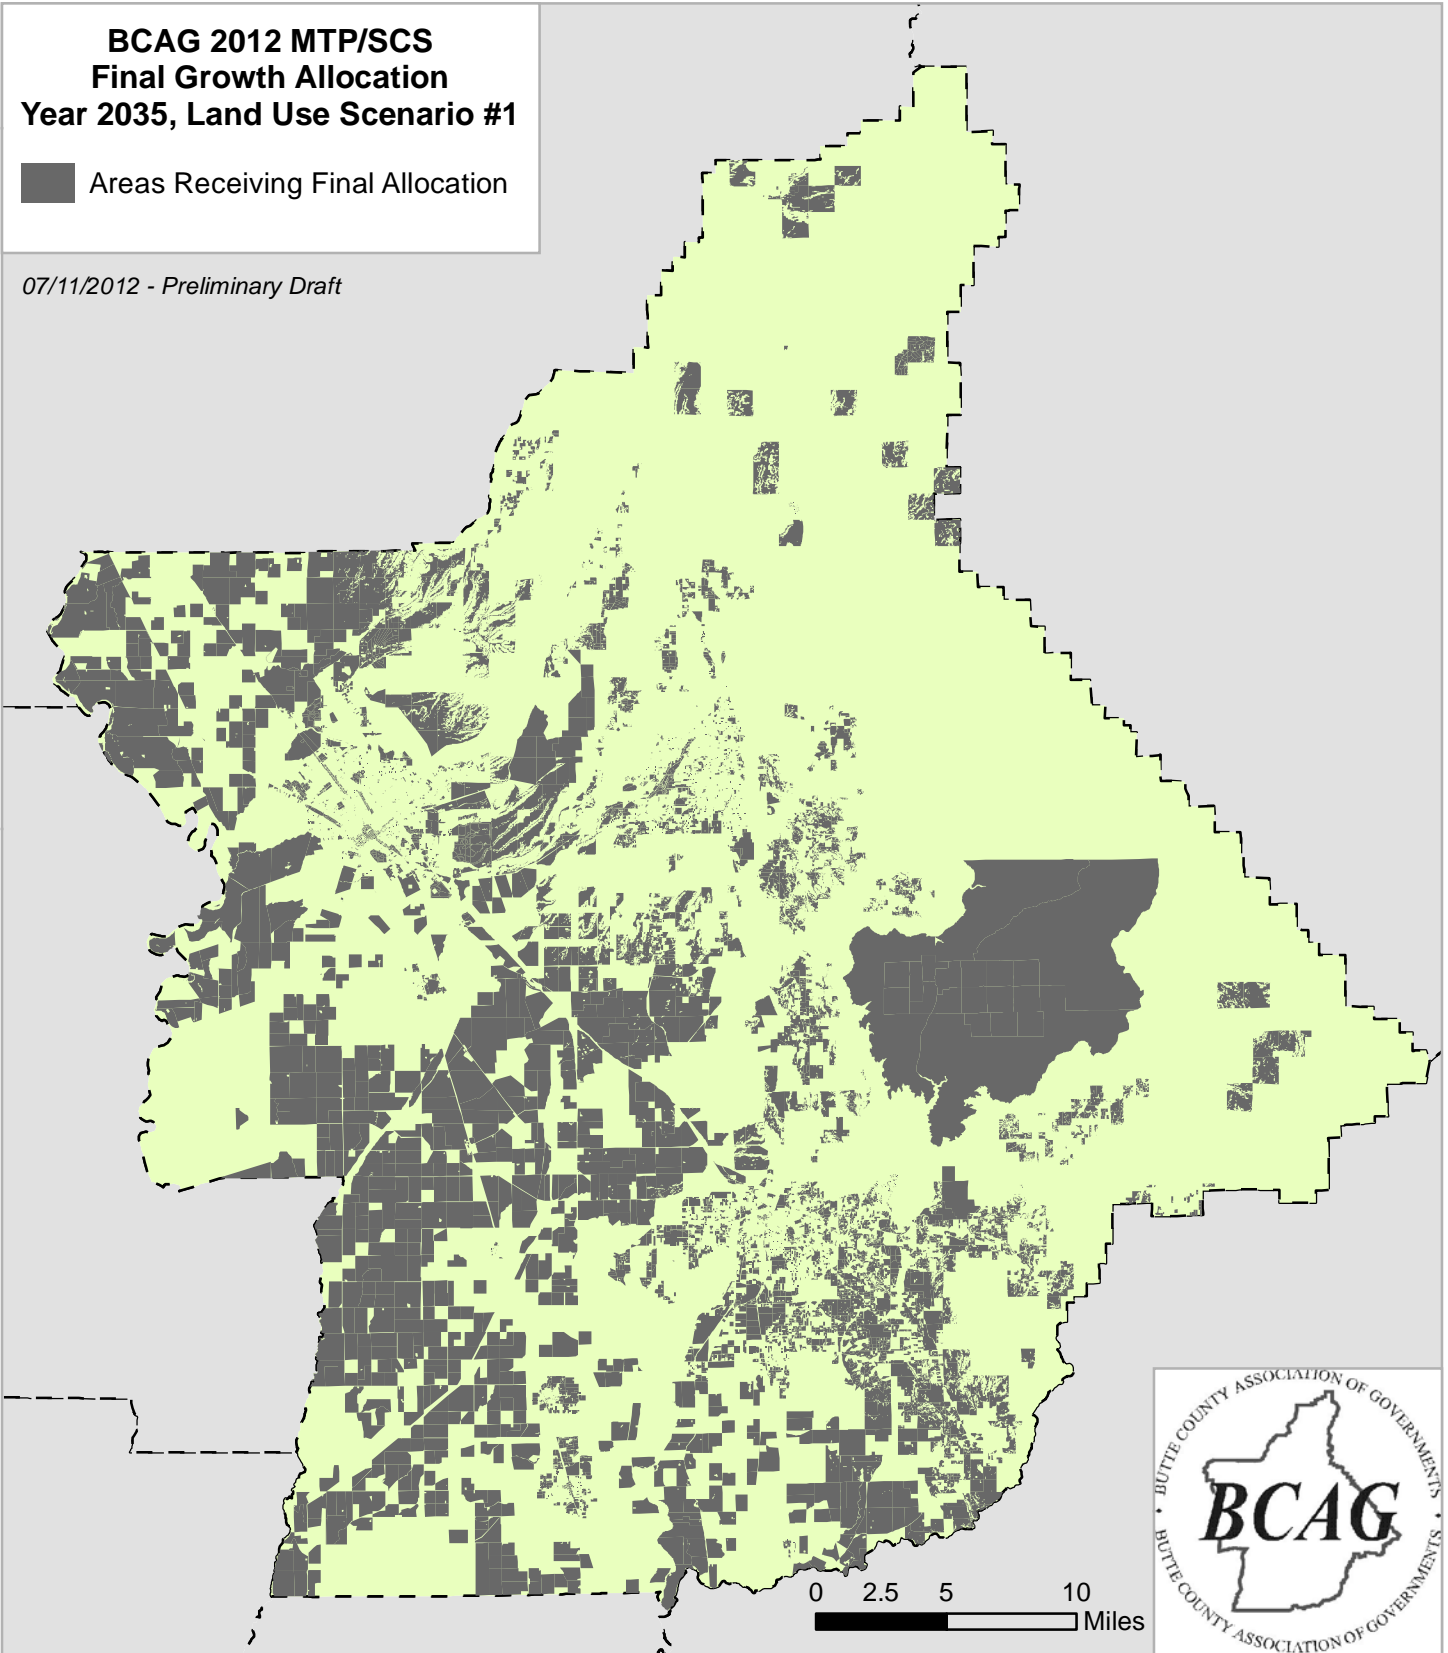 BCAG 2012 MTP/SCS
Final Growth Allocation
Year 2035, Land Use Scenario #1
Areas Receiving Final Allocation
07/11/2012 - Preliminary Draft
0 2.5 5 10
Miles
• BUTTE COUNTY ASSOCIATION OF GOVERNMENTS •
BCAG
BUTTE COUNTY ASSOCIATION OF GOVERNMENTS